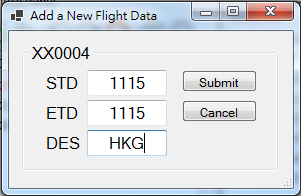 Add a New Flight Data
XX0004
STD 1115 Submit
ETD 1115 Cancel
DES HKG